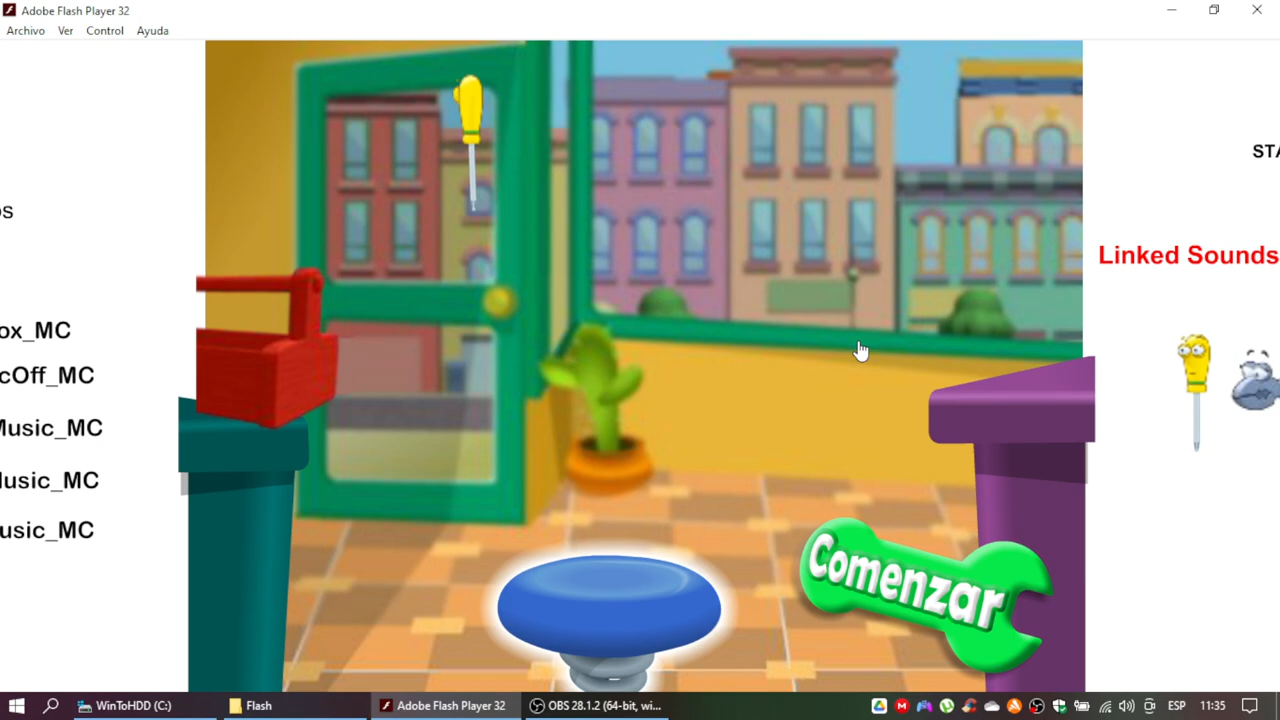 Adobe Flash Player 32
Archivo Ver Control Ayuda
STA
os
Linked Sounds
ox_MC
cOff_MC
Music_MC
Music_MC
usic_MC
Comenzar
WinToHDD (C:)
Flash
Adobe Flash Player 32
OBS 28.1.2 (64-bit, wi...
ESP
11:35